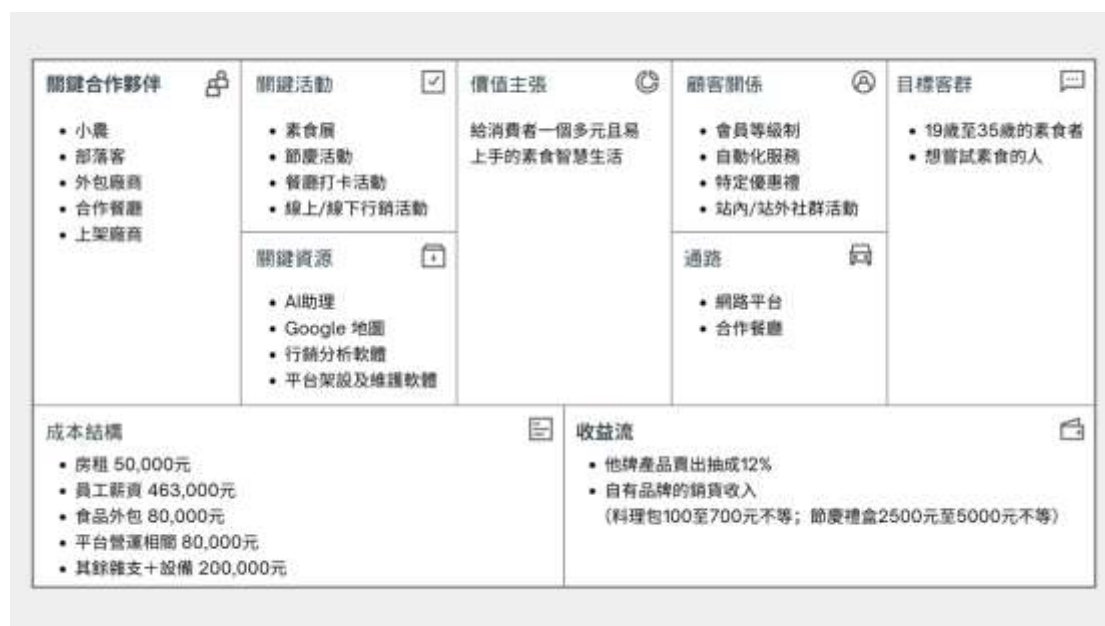 關鍵合作夥伴
• 小農
• 部落客
• 外包廠商
• 合作餐廳
• 上架廠商
關鍵活動
• 素食展
• 節慶活動
• 餐廳打卡活動
• 線上/線下行銷活動
關鍵資源
• AI助理
• Google 地圖
• 行銷分析軟體
• 平台架設及維護軟體
價值主張
給消費者一個多元且易
上手的素食智慧生活
顧客關係
• 會員等級制
• 自動化服務
• 特定優惠禮
• 站內/站外社群活動
通路
• 網路平台
• 合作餐廳
目標客群
• 19歲至35歲的素食者
• 想嘗試素食的人
成本結構
• 房租 50,000元
• 員工薪資 463,000元
• 食品外包 80,000元
• 平台營運相關 80,000元
• 其餘雜支＋設備 200,000元
收益流
• 他牌產品賣出抽成12%
• 自有品牌的銷貨收入
（料理包100至700元不等；節慶禮盒2500元至5000元不等）